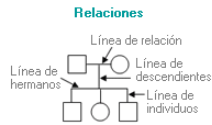 Relaciones
Línea de relación
Línea de
descendientes
Línea de
hermanos
Línea de
individuos